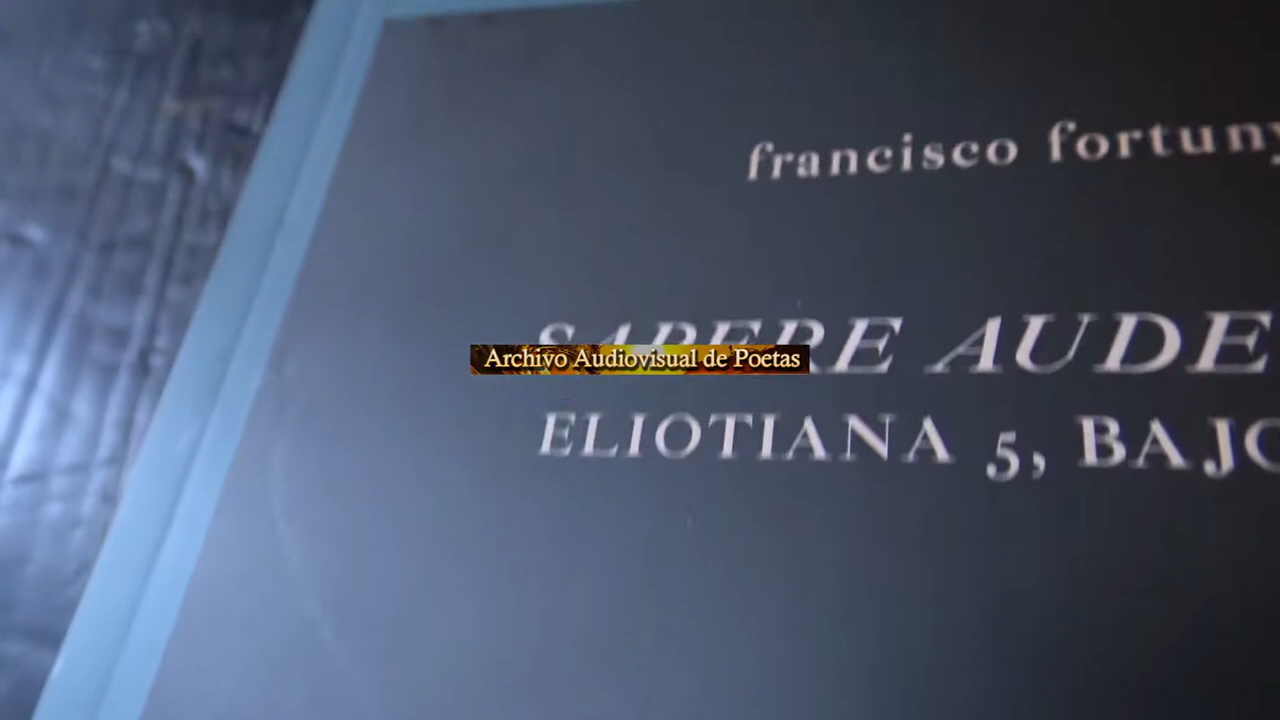 francisco fortuny
SAPERE AUDE
Archivo Audiovisual de Poetas
ELIOTIANA 5, BAJO